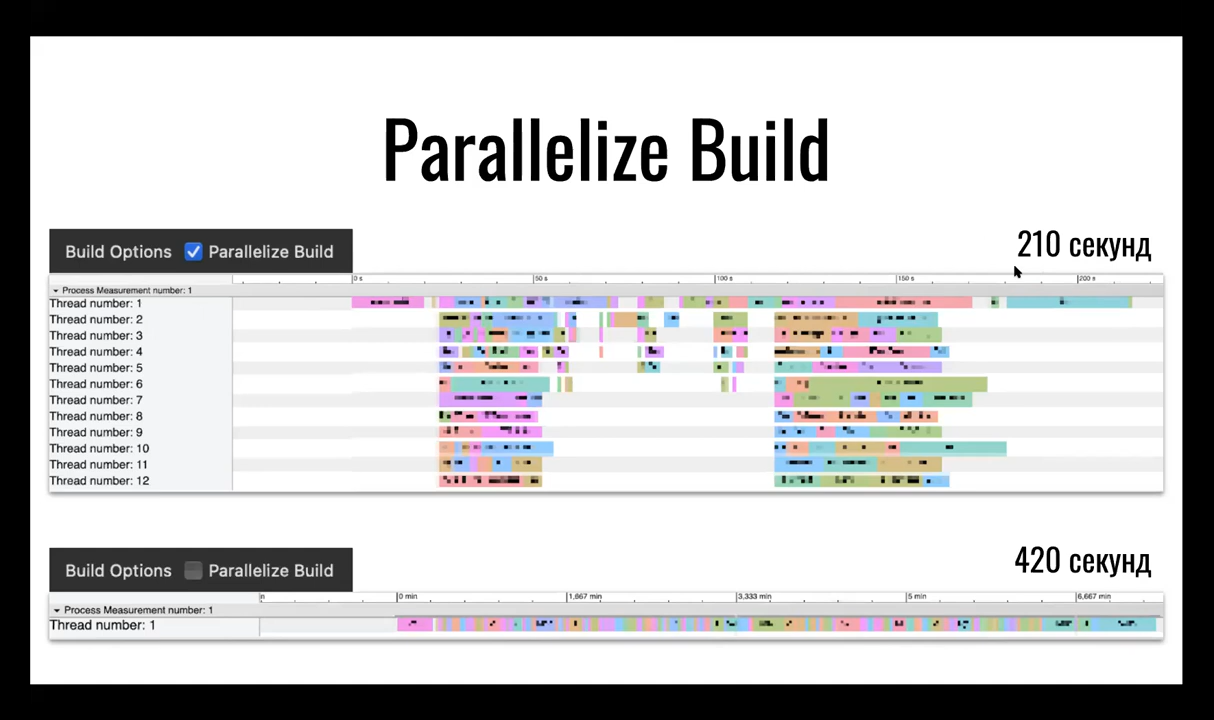 Parallelize Build
Build Options Parallelize Build
210 секунд
0 s 50 s 100 s 150 s 200 s
Process Measurement number: 1
Thread number: 1
Thread number: 2
Thread number: 3
Thread number: 4
Thread number: 5
Thread number: 6
Thread number: 7
Thread number: 8
Thread number: 9
Thread number: 10
Thread number: 11
Thread number: 12
Build Options Parallelize Build
420 секунд
n 0 min 1,667 min 3,333 min 5 min 6,667 min
Process Measurement number: 1
Thread number: 1